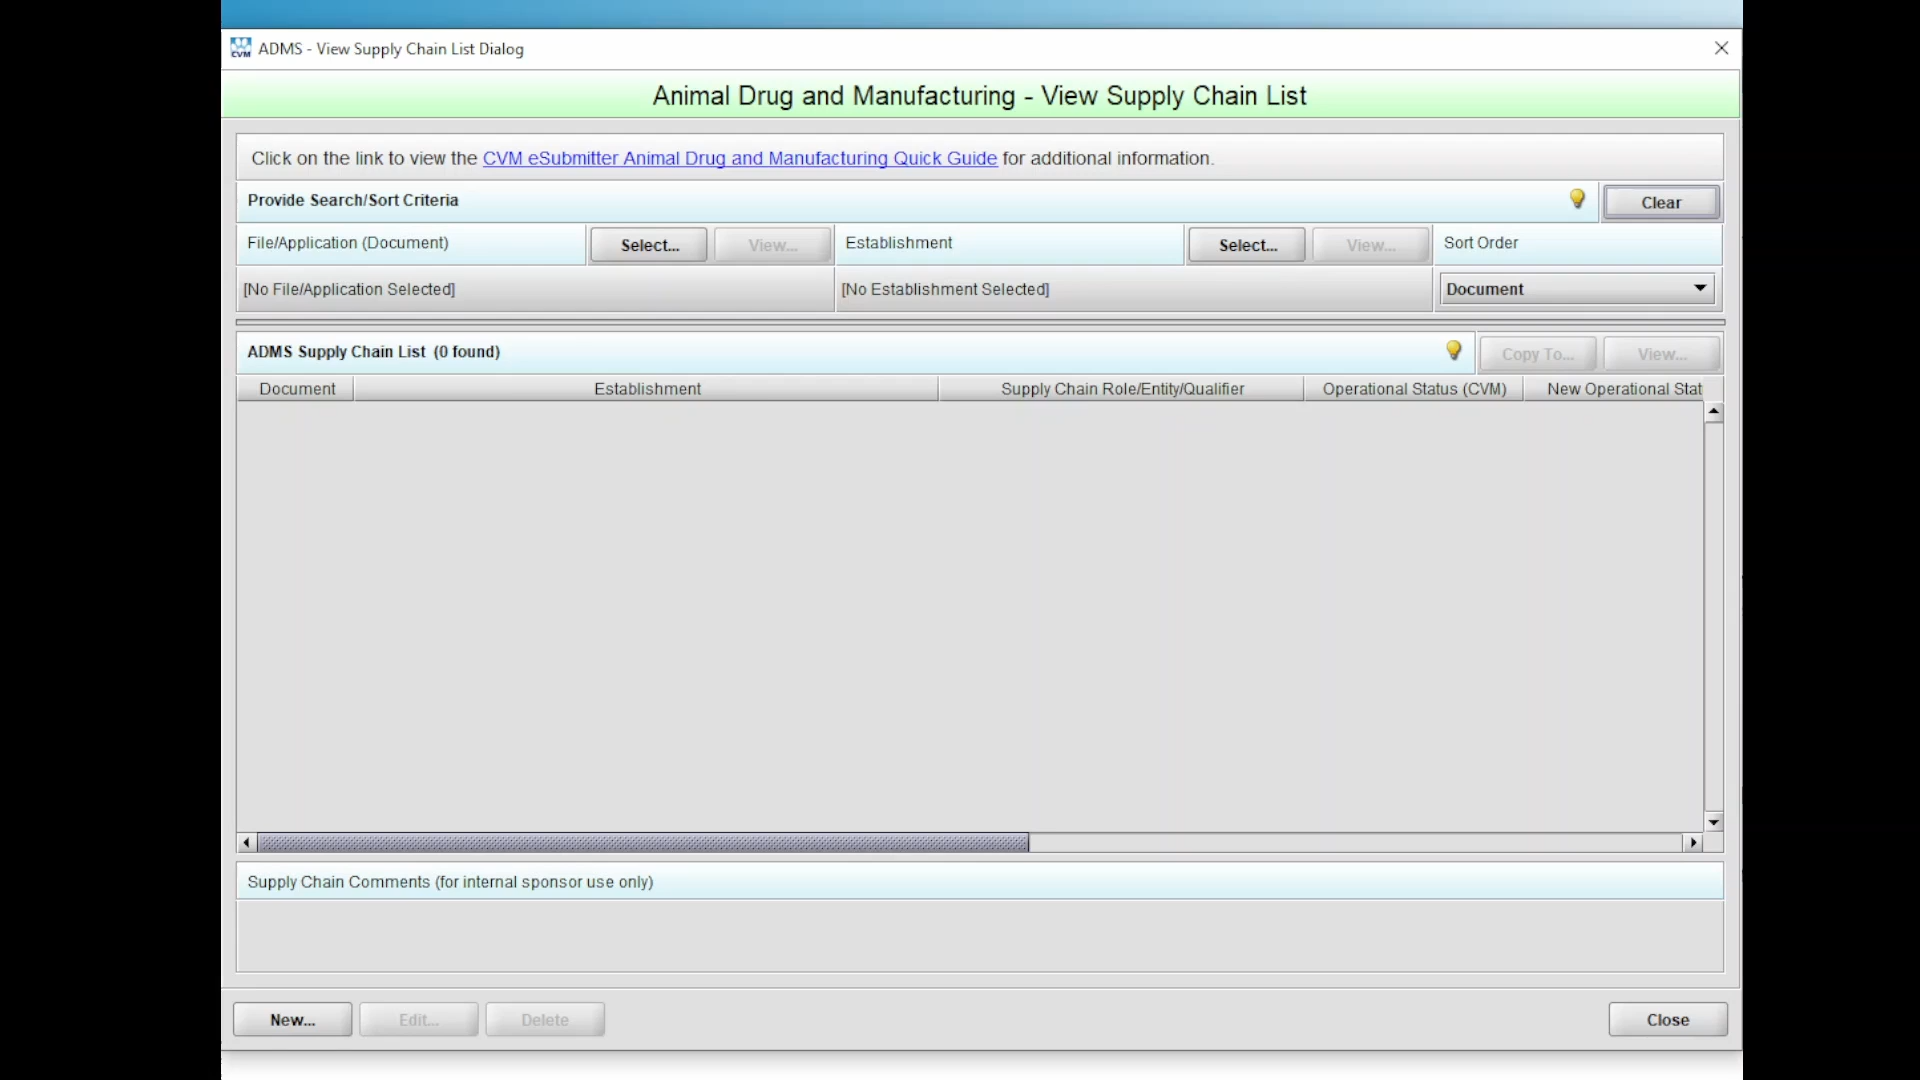 CVM ADMS - View Supply Chain List Dialog
Animal Drug and Manufacturing - View Supply Chain List
Click on the link to view the CVM eSubmitter Animal Drug and Manufacturing Quick Guide for additional information.
Provide Search/Sort Criteria Clear
File/Application (Document) Select... View... Establishment Select... View... Sort Order
[No File/Application Selected] [No Establishment Selected] Document
ADMS Supply Chain List (0 found) Copy To... View...
Document Establishment Supply Chain Role/Entity/Qualifier Operational Status (CVM) New Operational Stat
Supply Chain Comments (for internal sponsor use only)
New... Edit... Delete Close